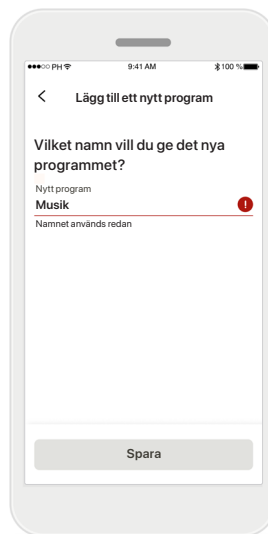 PH 9:41 AM 100 %
Lägg till ett nytt program
Vilket namn vill du ge det nya
programmet?
Nytt program
Musik
!
Namnet används redan
Spara